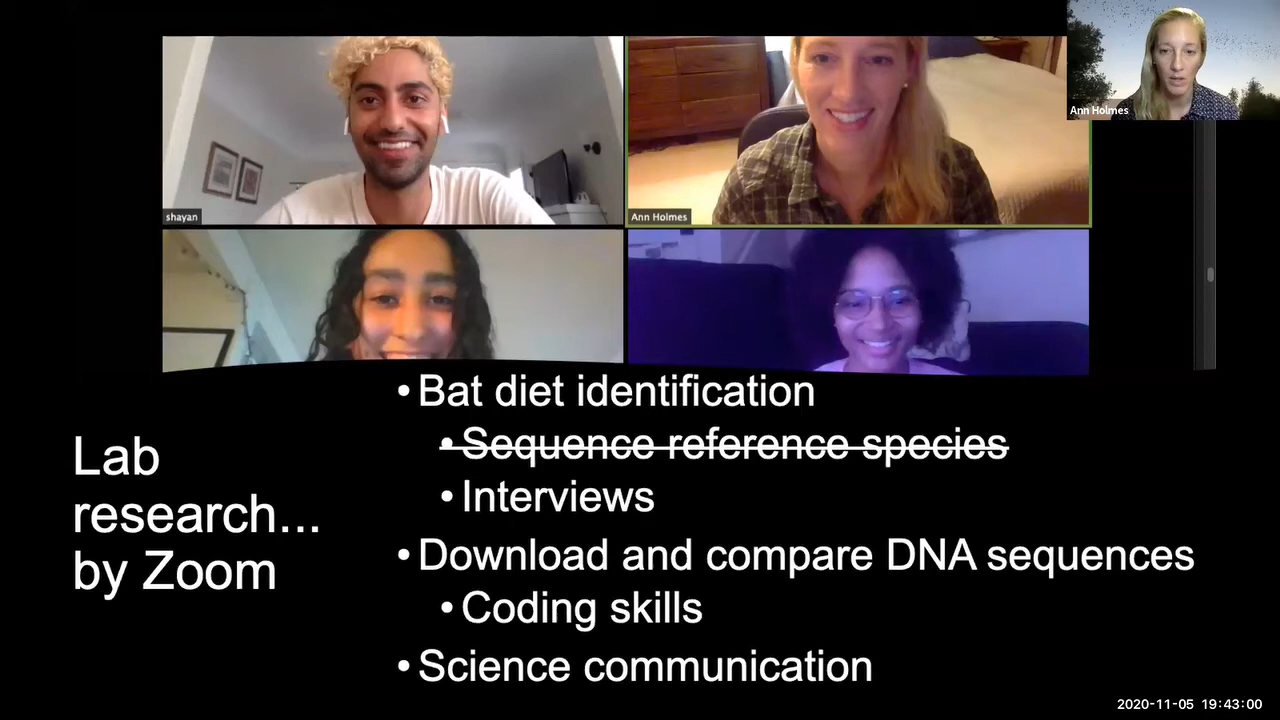 Ann Holmes
shayan
Ann Holmes
Lab
research...
by Zoom
• Bat diet identification
• Sequence reference species
• Interviews
• Download and compare DNA sequences
• Coding skills
• Science communication
2020-11-05 19:43:00